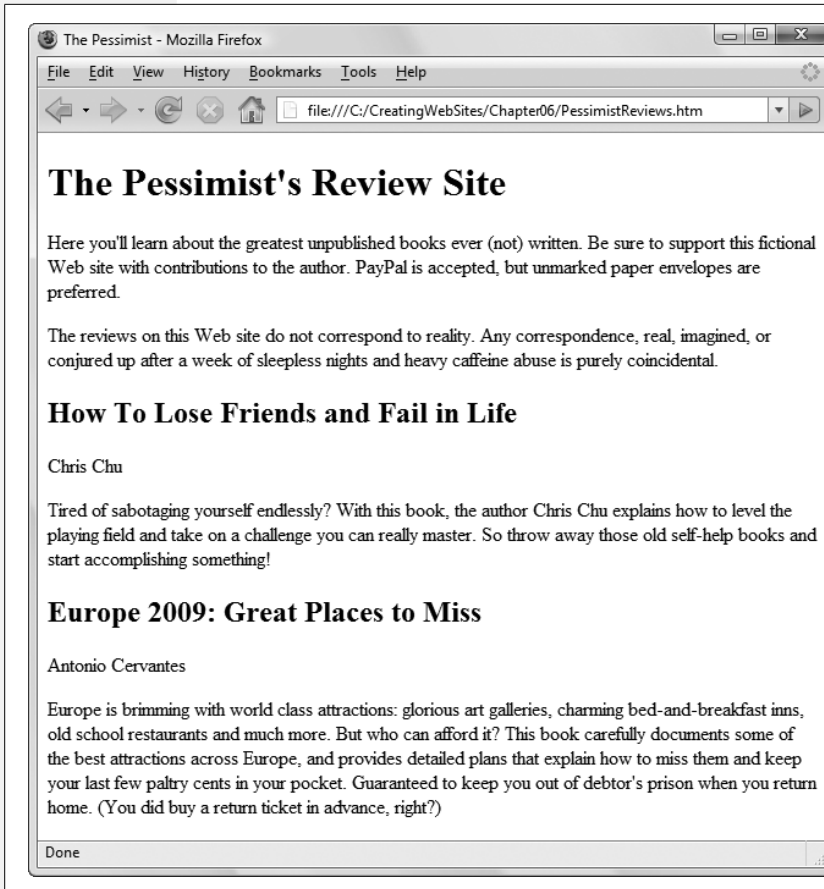 The Pessimist - Mozilla Firefox
File Edit View History Bookmarks Tools Help
file:///C:/CreatingWebSites/Chapter06/PessimistReviews.htm
The Pessimist's Review Site
Here you'll learn about the greatest unpublished books ever (not) written. Be sure to support this fictional
Web site with contributions to the author. PayPal is accepted, but unmarked paper envelopes are
preferred.
The reviews on this Web site do not correspond to reality. Any correspondence, real, imagined, or
conjured up after a week of sleepless nights and heavy caffeine abuse is purely coincidental.
How To Lose Friends and Fail in Life
Chris Chu
Tired of sabotaging yourself endlessly? With this book, the author Chris Chu explains how to level the
playing field and take on a challenge you can really master. So throw away those old self-help books and
start accomplishing something!
Europe 2009: Great Places to Miss
Antonio Cervantes
Europe is brimming with world class attractions: glorious art galleries, charming bed-and-breakfast inns,
old school restaurants and much more. But who can afford it? This book carefully documents some of
the best attractions across Europe, and provides detailed plans that explain how to miss them and keep
your last few paltry cents in your pocket. Guaranteed to keep you out of debtor's prison when you return
home. (You did buy a return ticket in advance, right?)
Done